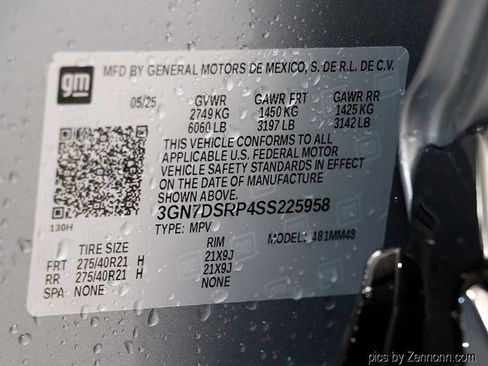 gm
MFD BY GENERAL MOTORS DE MEXICO, S. DE R.L. DE C.V.
05/25 GVWR GAWR FRT GAWR RR
2749 KG 1450 KG 1425 KG
6060 LB 3197 LB 3142 LB
THIS VEHICLE CONFORMS TO ALL
APPLICABLE U.S. FEDERAL MOTOR
VEHICLE SAFETY STANDARDS IN EFFECT
ON THE DATE OF MANUFACTURE
SHOWN ABOVE.
3GN7DSRP4SS225958
130H TYPE: MPV MODEL: 481MM48
TIRE SIZE RIM
FRT 275/40R21 H 21X9J
RR 275/40R21 H 21X9J
SPA NONE NONE
pics by Zennonn.com